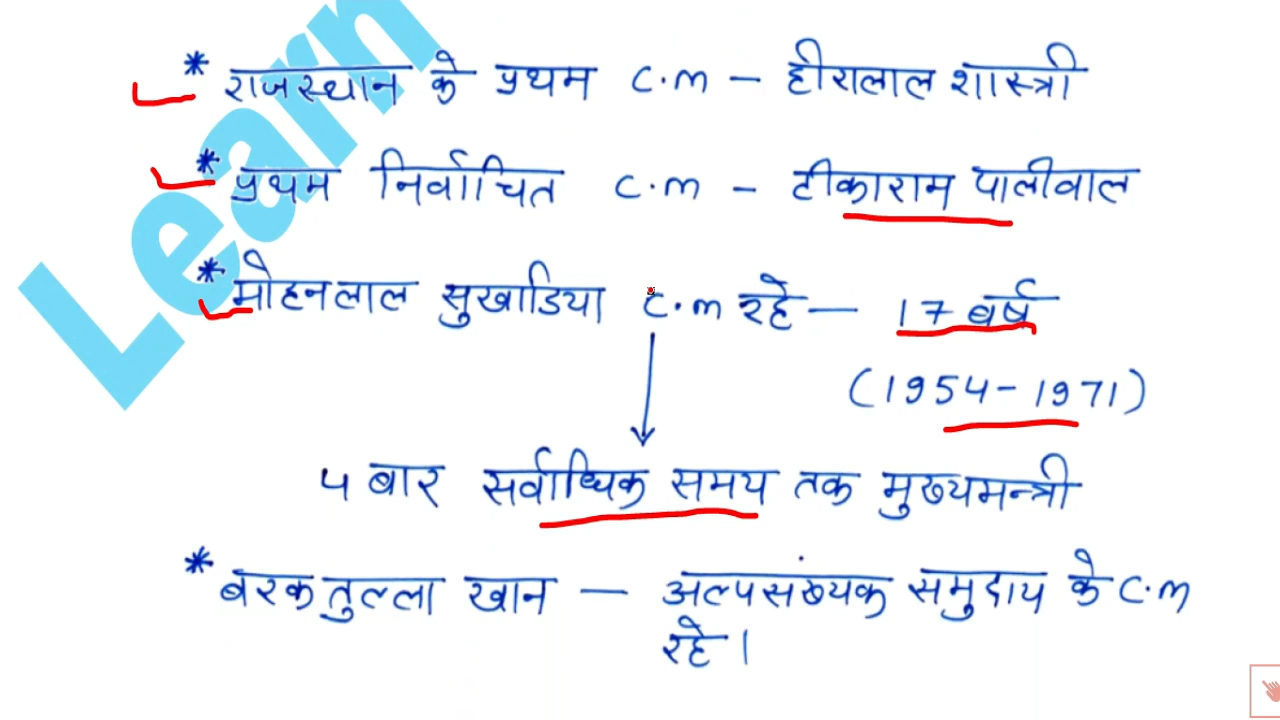 Learn
* राजस्थान के प्रथम C.m - हीरालाल शास्त्री
* प्रथम निर्वाचित C.m - टीकाराम पालीवाल
* मोहनलाल सुखाडिया C.m रहे - 17 वर्ष
(1954-1971)
4 बार सर्वाधिक समय तक मुख्यमन्त्री
* बरकतुल्ला खान - अल्पसंख्यक समुदाय के C.m
रहे।